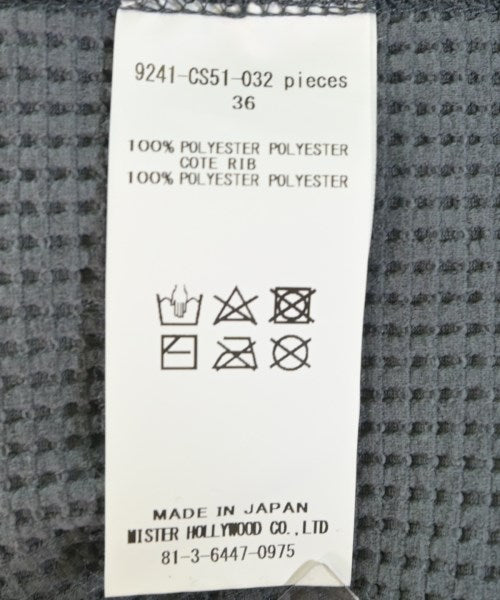 9241-CS51-032 pieces
36
100% POLYESTER POLYESTER
COTE RIB
100% POLYESTER POLYESTER
MADE IN JAPAN
MISTER HOLLYWOOD CO.,LTD
81-3-6447-0975